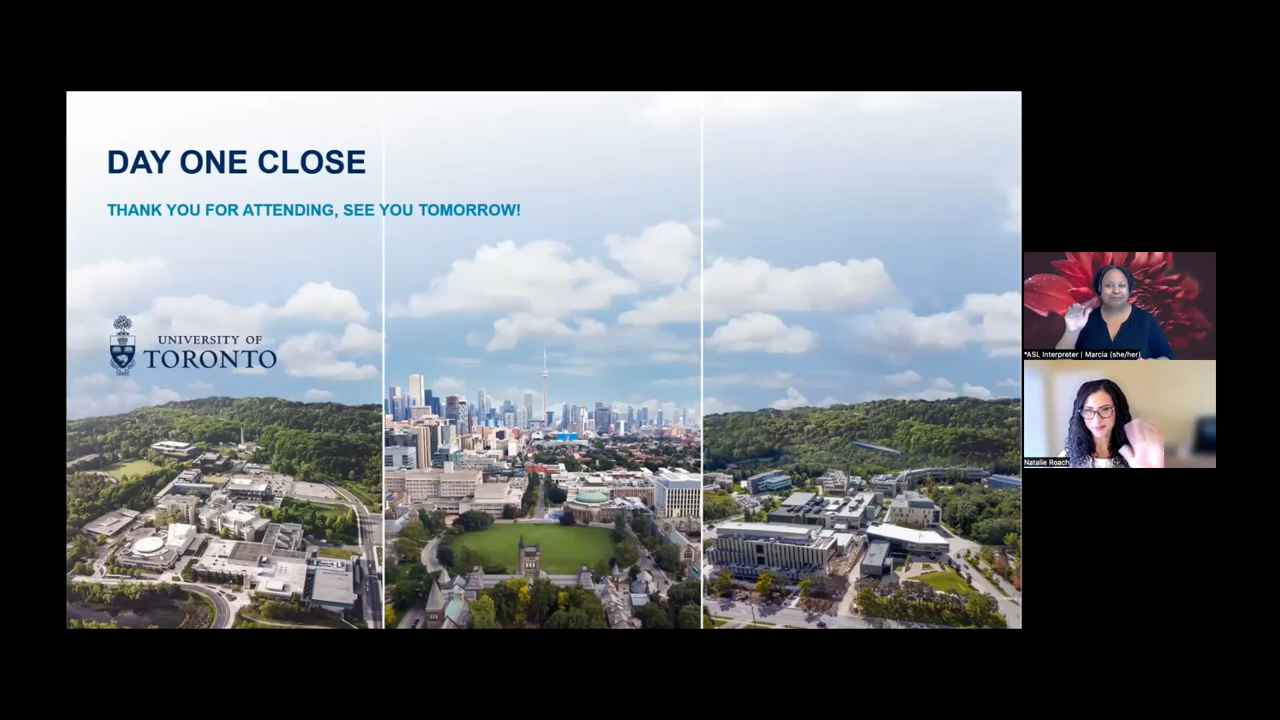 DAY ONE CLOSE
THANK YOU FOR ATTENDING, SEE YOU TOMORROW!
UNIVERSITY OF
TORONTO
*ASL Interpreter | Marcia (she/her)
Natalie Roach